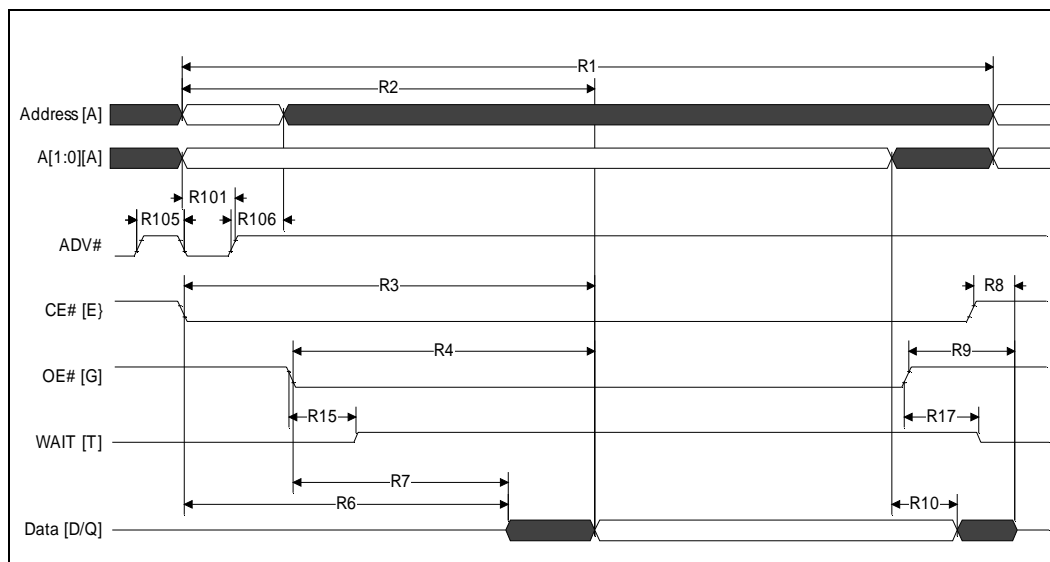 R1
R2
Address [A]
A[1:0][A]
R101
R105
R106
ADV#
R3
R8
CE# [E}
R4
R9
OE# [G]
R15
R17
WAIT [T]
R7
R6
R10
Data [D/Q]